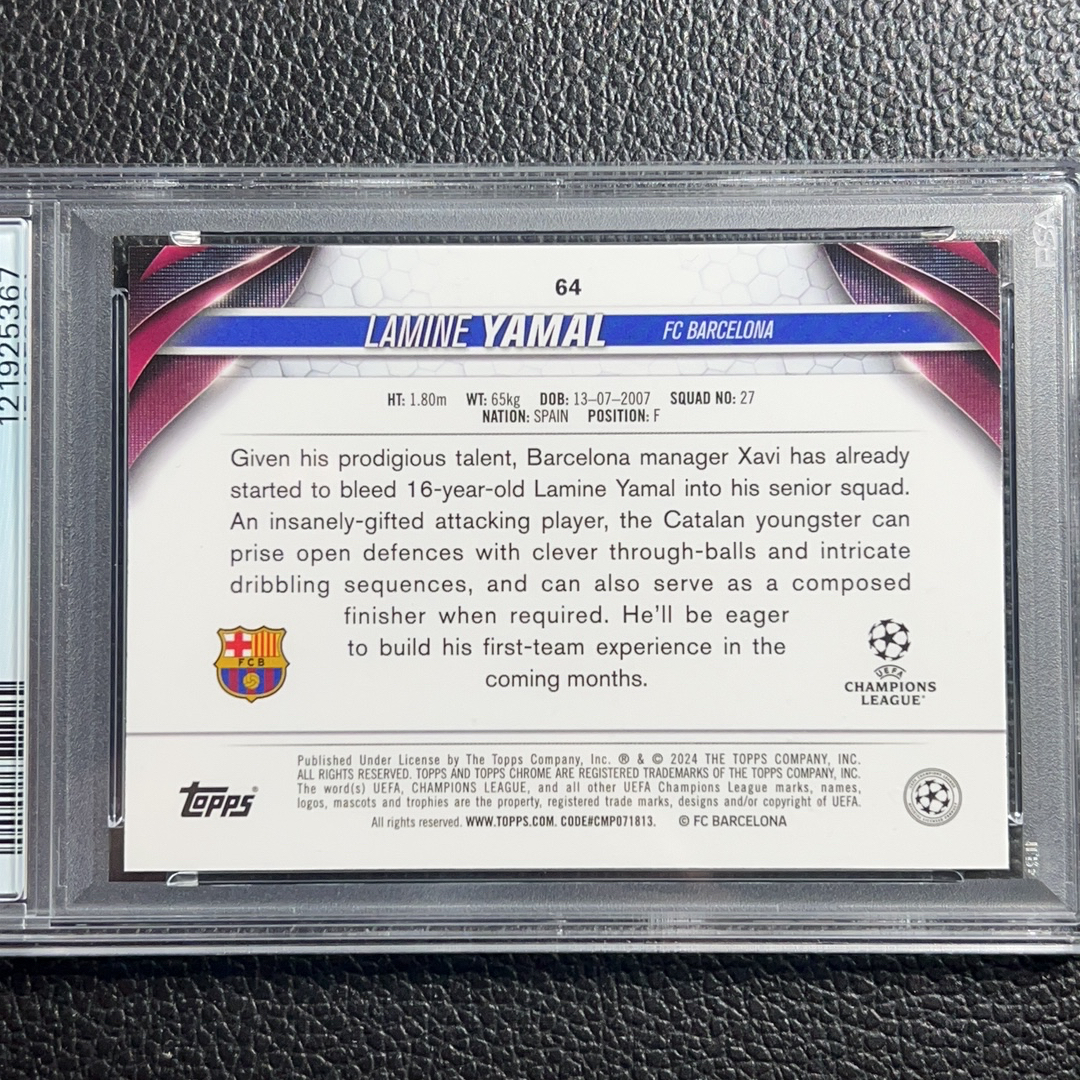 121925367
PSA
64
LAMINE YAMAL FC BARCELONA
HT: 1.80m WT: 65kg DOB: 13–07–2007 SQUAD NO: 27
NATION: SPAIN POSITION: F
Given his prodigious talent, Barcelona manager Xavi has already
started to bleed 16-year-old Lamine Yamal into his senior squad.
An insanely-gifted attacking player, the Catalan youngster can
prise open defences with clever through-balls and intricate
dribbling sequences, and can also serve as a composed
finisher when required. He'll be eager
to build his first-team experience in the
coming months.
FCB
UEFA
CHAMPIONS
LEAGUE®
Published Under License by The Topps Company, Inc. ® & © 2024 THE TOPPS COMPANY, INC.
ALL RIGHTS RESERVED. TOPPS AND TOPPS CHROME ARE REGISTERED TRADEMARKS OF THE TOPPS COMPANY, INC.
The word(s) UEFA, CHAMPIONS LEAGUE, and all other UEFA Champions League marks, names,
logos, mascots and trophies are the property, registered trade marks, designs and/or copyright of UEFA.
All rights reserved. WWW.TOPPS.COM. CODE#CMP071813. © FC BARCELONA
topps®